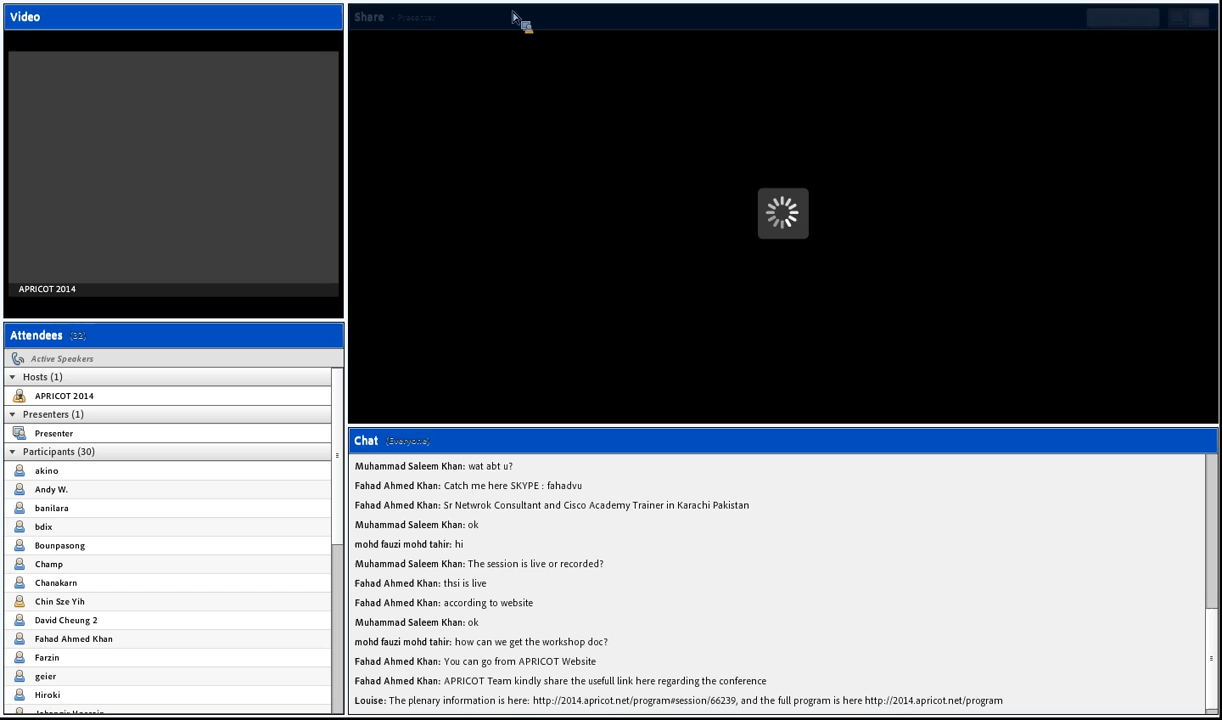 Video
Share - Presenter
APRICOT 2014
Attendees (32)
Active Speakers
Hosts (1)
APRICOT 2014
Presenters (1)
Presenter
Participants (30)
akino
Andy W.
banilara
bdix
Bounpasong
Champ
Chanakarn
Chin Sze Yih
David Cheung 2
Fahad Ahmed Khan
Farzin
geier
Hiroki
Chat (Everyone)
Muhammad Saleem Khan: wat abt u?
Fahad Ahmed Khan: Catch me here SKYPE : fahadvu
Fahad Ahmed Khan: Sr Netwrok Consultant and Cisco Academy Trainer in Karachi Pakistan
Muhammad Saleem Khan: ok
mohd fauzi mohd tahir: hi
Muhammad Saleem Khan: The session is live or recorded?
Fahad Ahmed Khan: thsi is live
Fahad Ahmed Khan: according to website
Muhammad Saleem Khan: ok
mohd fauzi mohd tahir: how can we get the workshop doc?
Fahad Ahmed Khan: You can go from APRICOT Website
Fahad Ahmed Khan: APRICOT Team kindly share the usefull link here regarding the conference
Louise: The plenary information is here: http://2014.apricot.net/program#session/66239, and the full program is here http://2014.apricot.net/program